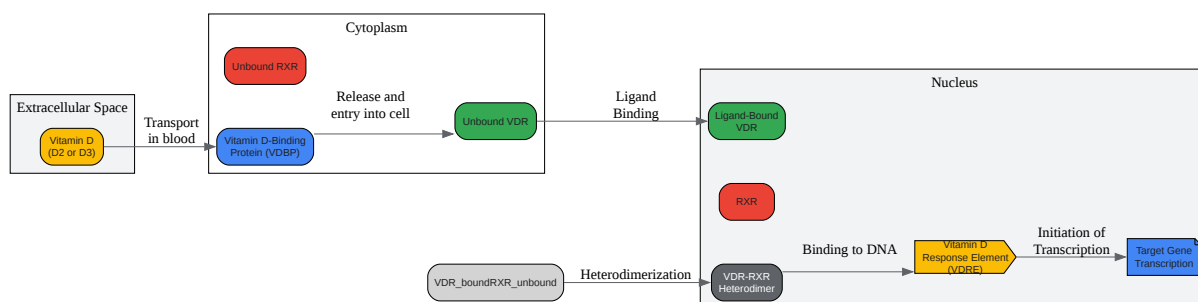 Cytoplasm
Unbound RXR
Nucleus
Extracellular Space
Release and
entry into cell
Ligand
Binding
Transport
in blood
Vitamin D
(D2 or D3)
Vitamin D-Binding
Protein (VDBP)
Unbound VDR
Ligand-Bound
VDR
RXR
Binding to DNA
Vitamin D
Response Element
(VDRE)
Initiation of
Transcription
Target Gene
Transcription
VDR_boundRXR_unbound
Heterodimerization
VDR-RXR
Heterodimer